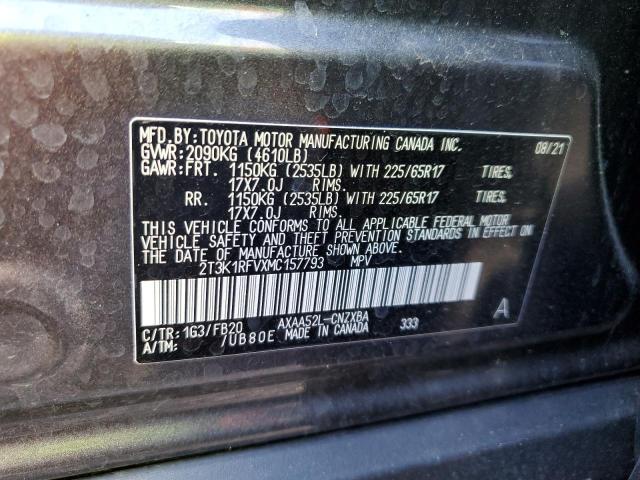 MFD.BY:TOYOTA MOTOR MANUFACTURING CANADA INC. 08/21
GVWR:2090KG (4610LB)
GAWR:FRT. 1150KG (2535LB) WITH 225/65R17 TIRES,
17X7.0J RIMS.
RR. 1150KG (2535LB) WITH 225/65R17 TIRES,
17X7.0J RIMS.
THIS VEHICLE CONFORMS TO ALL APPLICABLE FEDERAL MOTOR
VEHICLE SAFETY AND THEFT PREVENTION STANDARDS IN EFFECT ON
THE DATE OF MANUFACTURE SHOWN ABOVE.
2T3K1RFVXMC157793 MPV
C/TR:1G3/FB20 AXAA52L-CNZXBA 333 A
A/TM: /UB80E MADE IN CANADA